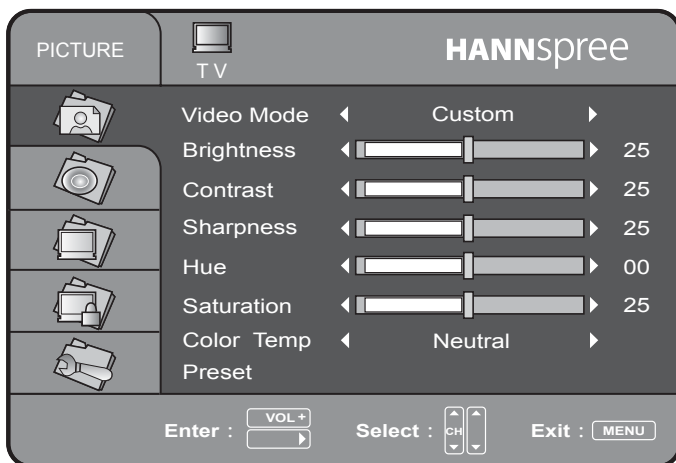 PICTURE
TV
HANNspree
Video Mode Custom
Brightness 25
Contrast 25
Sharpness 25
Hue 00
Saturation 25
Color Temp Neutral
Preset
Enter : VOL+ Select : CH Exit : MENU